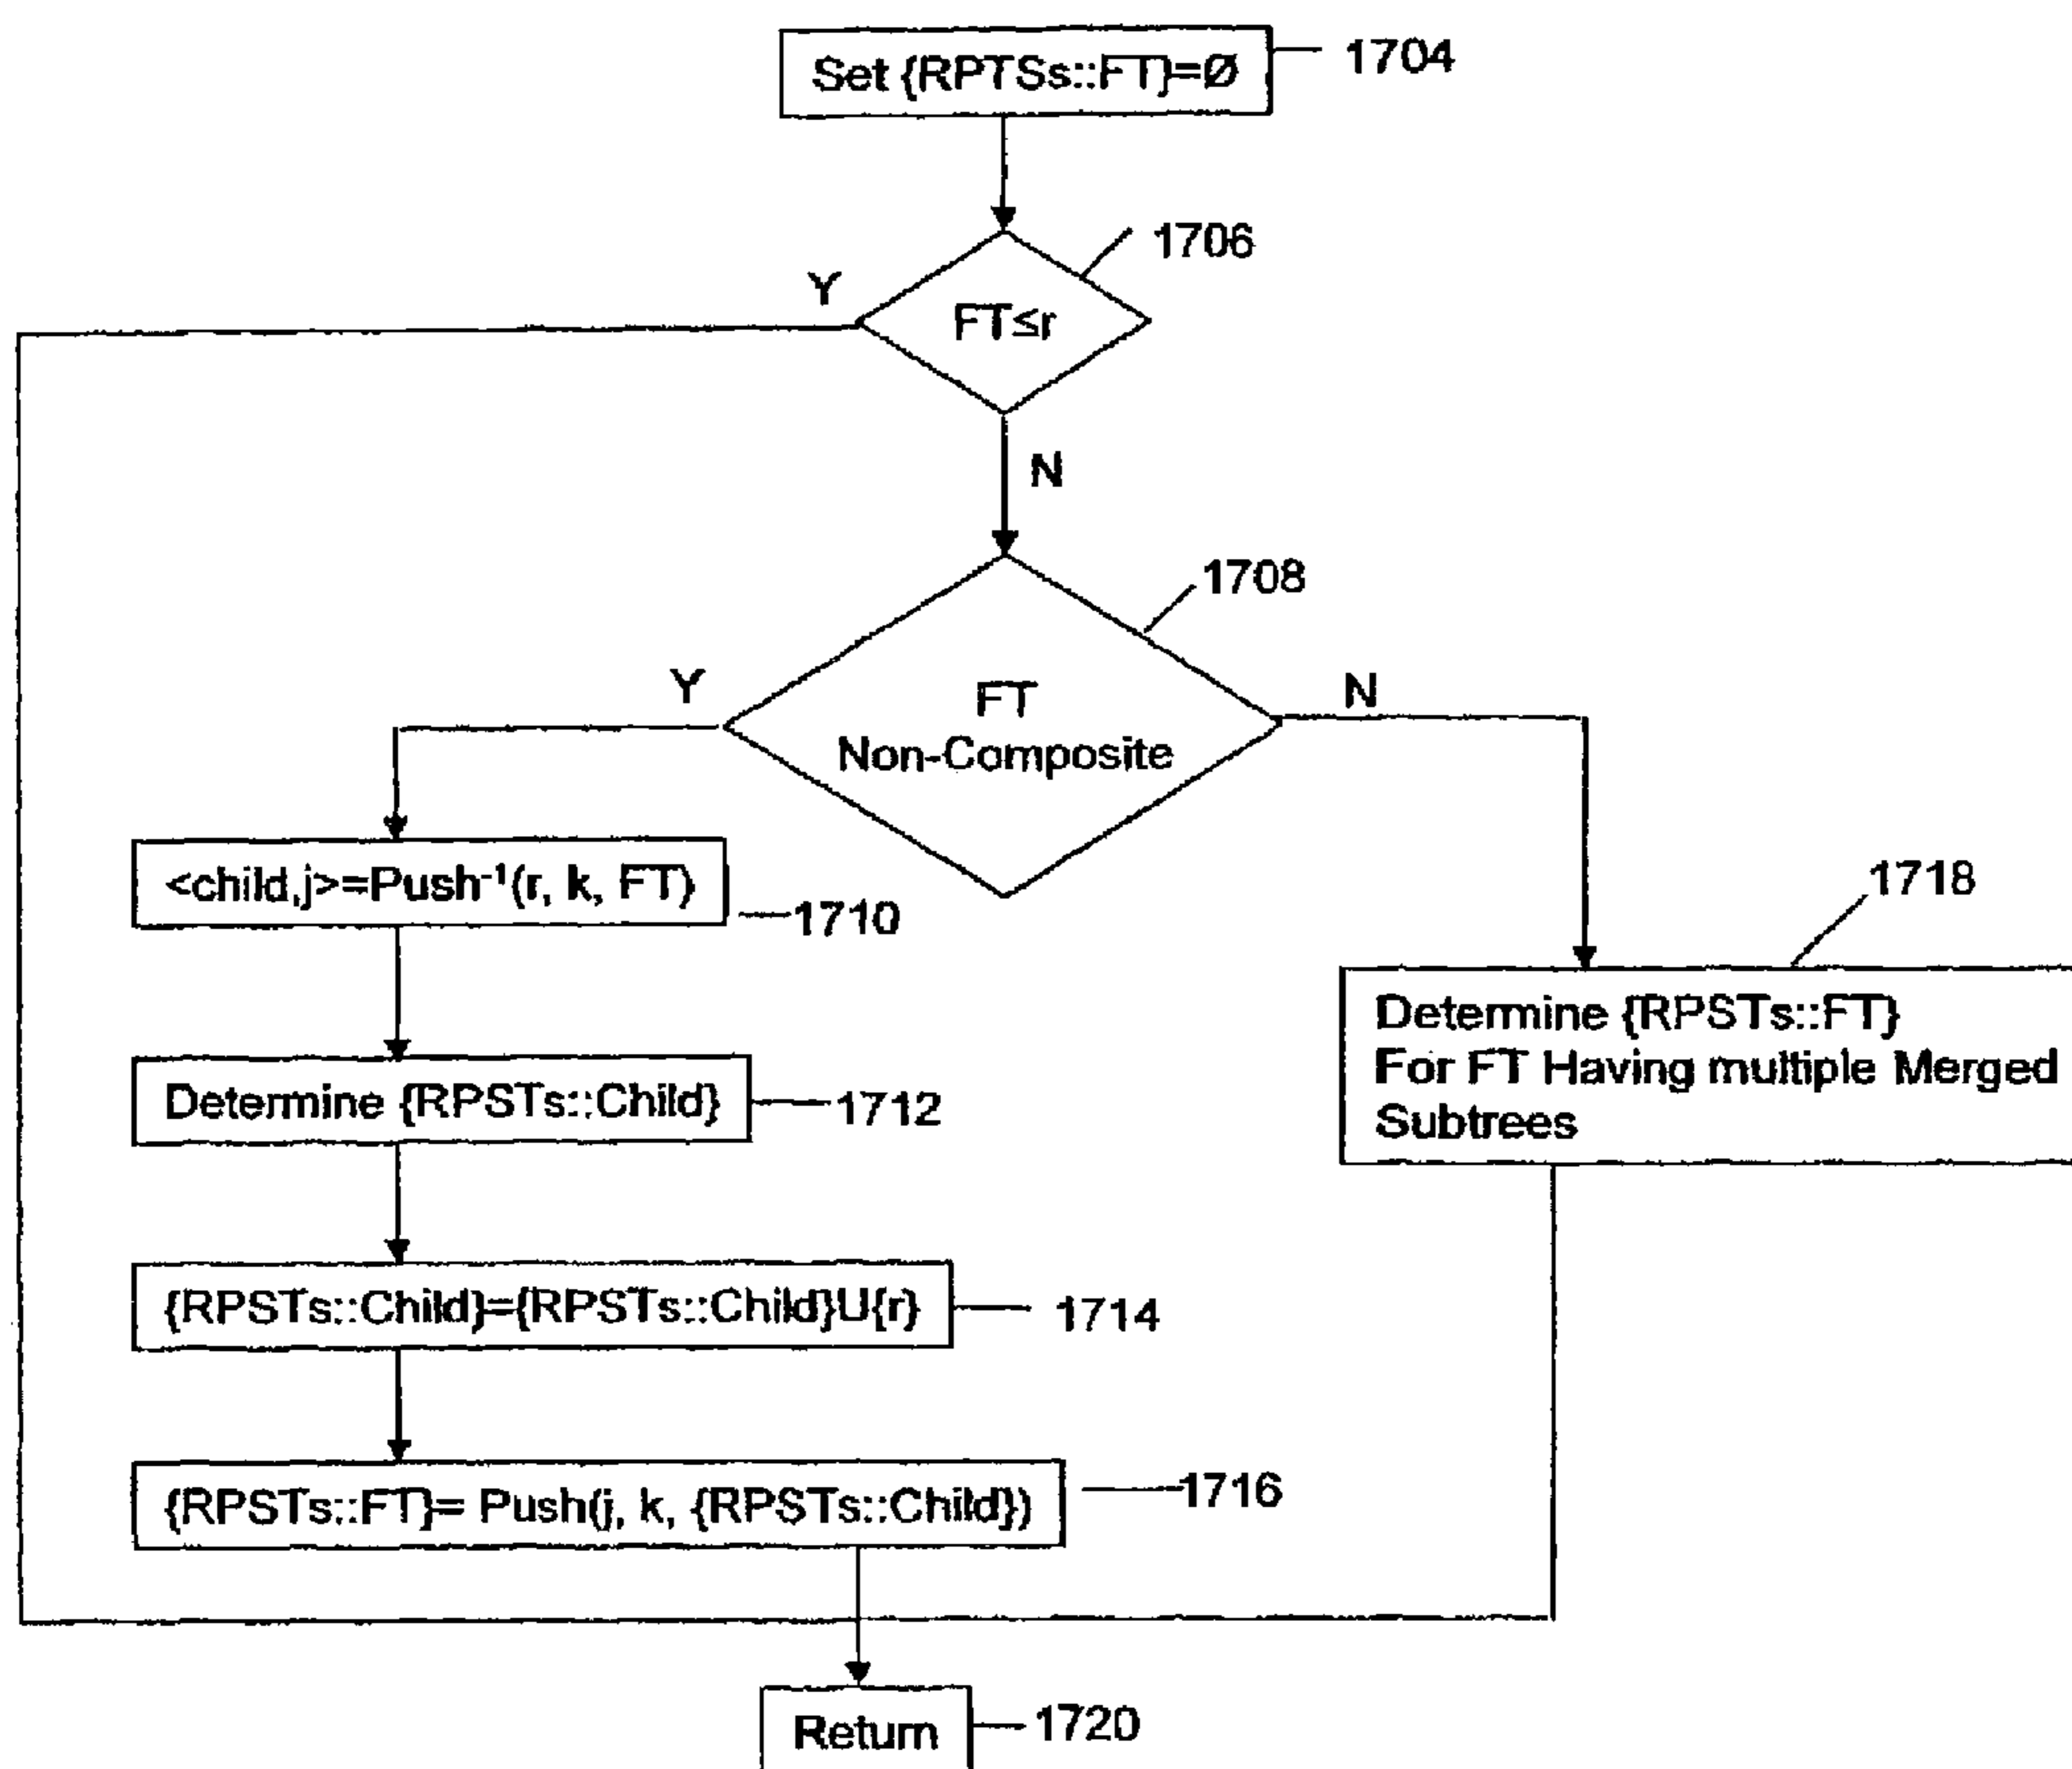 Set {RPTSs::FT}=Ø
1704
1706
Y
FT≤r
N
1708
Y
FT
Non-Composite
N
<child,j>=Push⁻¹(r, k, FT)
1710
1718
Determine {RPSTs::FT}
For FT Having multiple Merged
Subtrees
Determine {RPSTs::Child}
1712
{RPSTs::Child}={RPSTs::Child}U{r}
1714
{RPSTs::FT}= Push(j, k, {RPSTs::Child})
1716
Return
1720